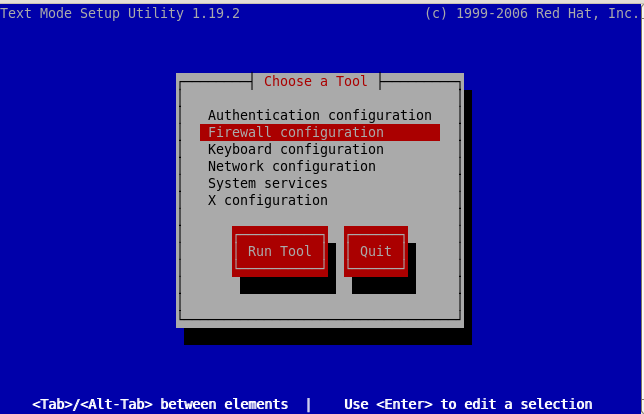 Text Mode Setup Utility 1.19.2 (c) 1999-2006 Red Hat, Inc.
Choose a Tool
Authentication configuration
Firewall configuration
Keyboard configuration
Network configuration
System services
X configuration
Run Tool Quit
<Tab>/<Alt-Tab> between elements | Use <Enter> to edit a selection